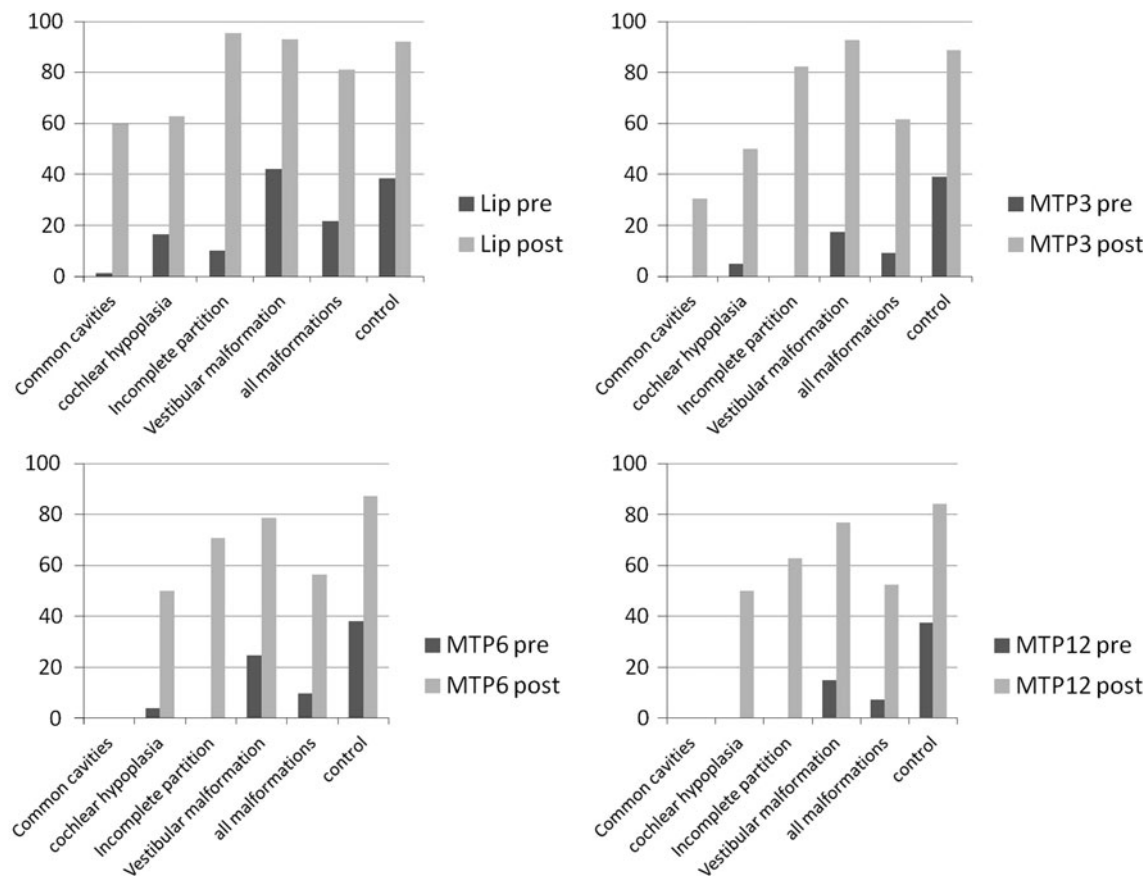 100
80
60
40
20
0
Common cavities
cochlear hypoplasia
Incomplete partition
Vestibular malformation
all malformations
control
Lip pre
Lip post
100
80
60
40
20
0
Common cavities
cochlear hypoplasia
Incomplete partition
Vestibular malformation
all malformations
control
MTP3 pre
MTP3 post
100
80
60
40
20
0
Common cavities
cochlear hypoplasia
Incomplete partition
Vestibular malformation
all malformations
control
MTP6 pre
MTP6 post
100
80
60
40
20
0
Common cavities
cochlear hypoplasia
Incomplete partition
Vestibular malformation
all malformations
control
MTP12 pre
MTP12 post